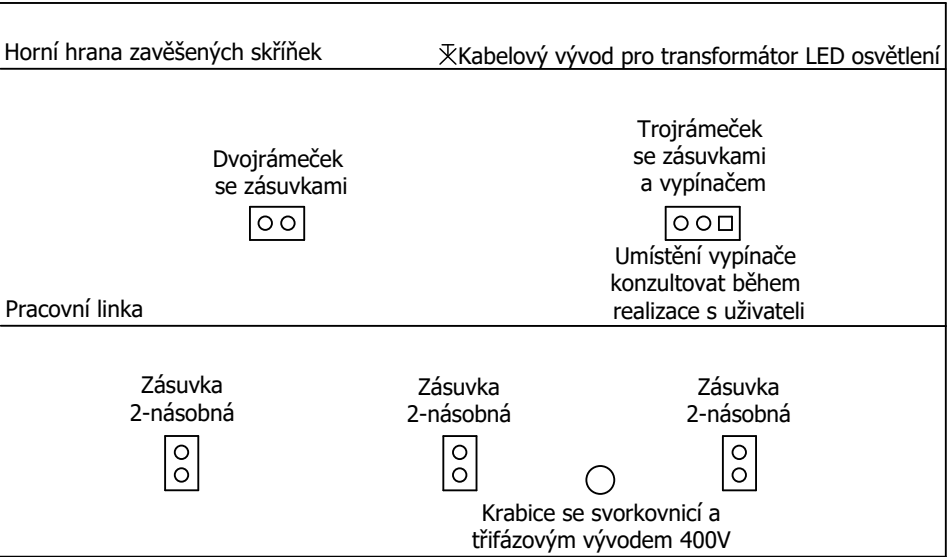 Horní hrana zavěšených skříněk
Kabelový vývod pro transformátor LED osvětlení
Dvojrámeček
se zásuvkami
Trojrámeček
se zásuvkami
a vypínačem
Umístění vypínače
konzultovat během
realizace s uživateli
Pracovní linka
Zásuvka
2-násobná
Zásuvka
2-násobná
Zásuvka
2-násobná
Krabice se svorkovnicí a
třífázovým vývodem 400V